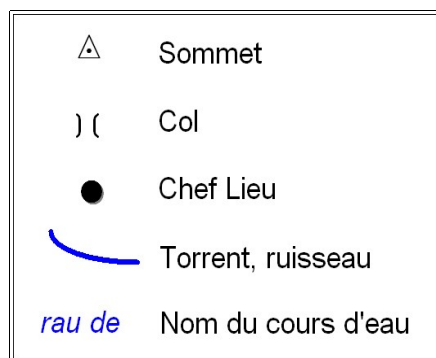 Sommet
Col
Chef Lieu
Torrent, ruisseau
rau de Nom du cours d'eau